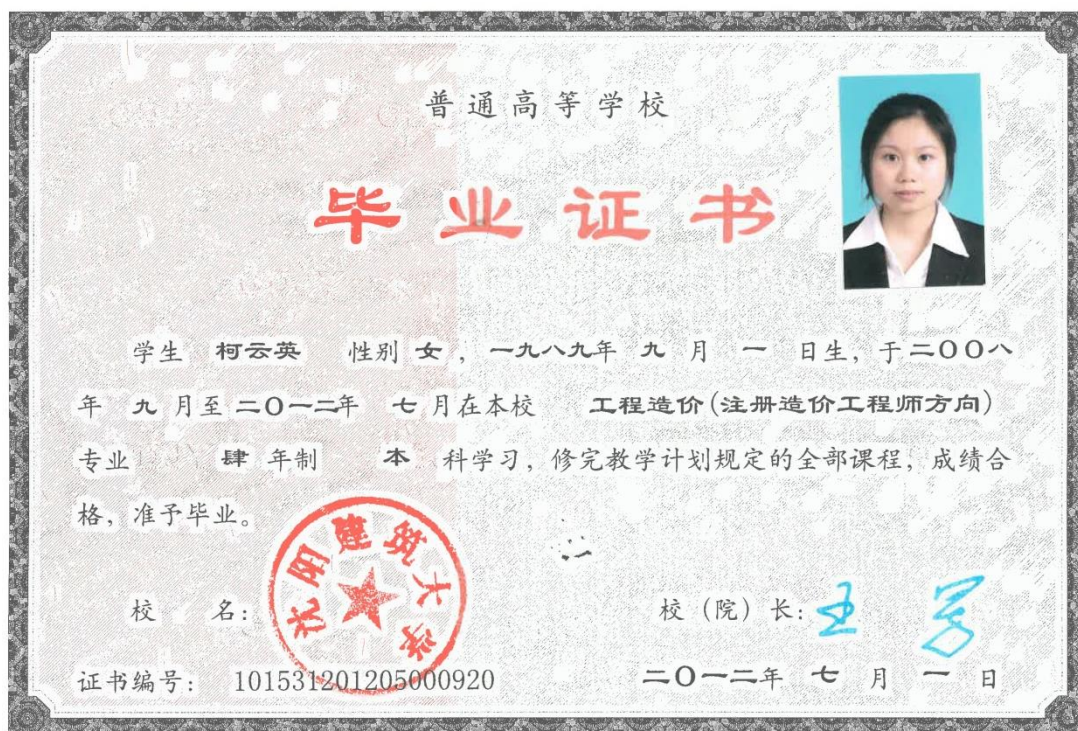 普通高等学校
毕业证书
学生 柯云英 性别 女，一九八九年 九 月 一 日生，于二〇〇八
年 九 月至 二〇一二年 七 月在本校 工程造价(注册造价工程师方向)
专业 肆 年制 本 科学习，修完教学计划规定的全部课程，成绩合
格，准予毕业。
沈阳建筑大学
校 名： 校（院）长：
证书编号： 101531201205000920 二〇一二年 七 月 一 日